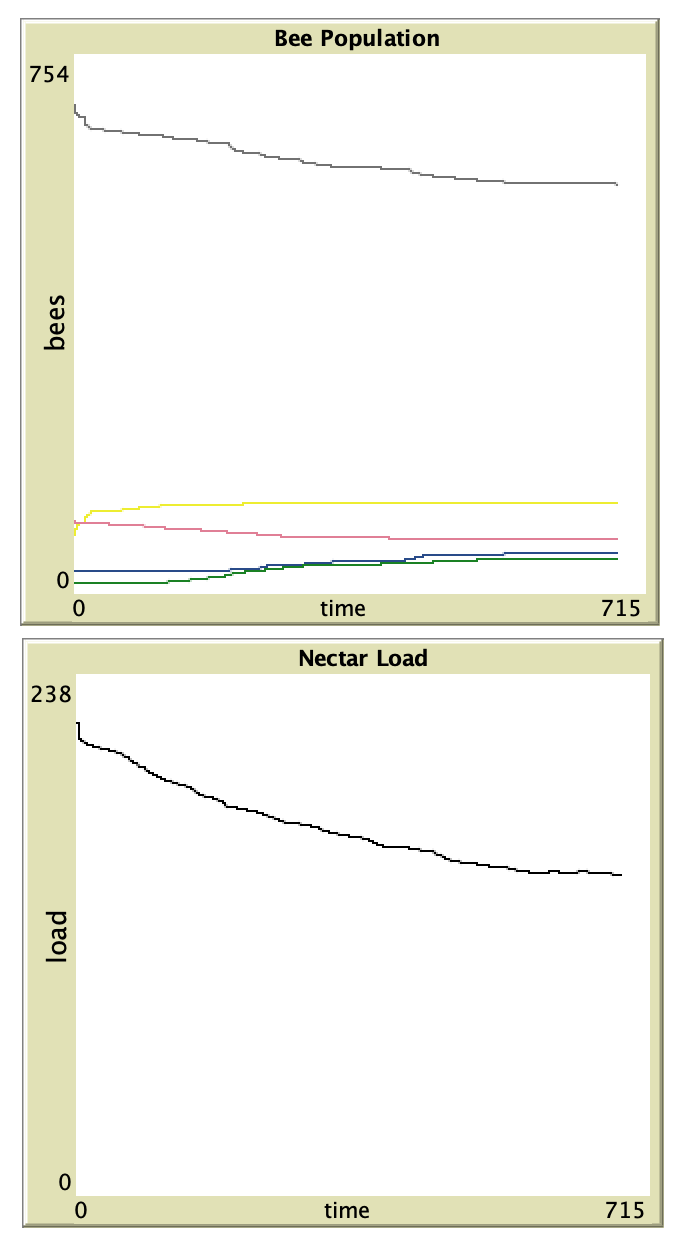 Bee Population
754
bees
0
0 time 715
Nectar Load
238
load
0
0 time 715